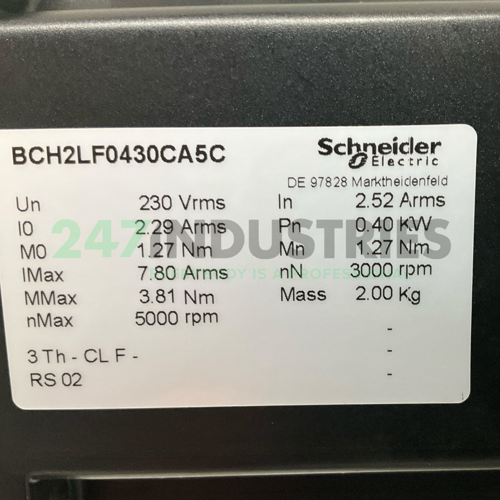 BCH2LF0430CA5C
Schneider
Electric
DE 97828 Marktheidenfeld
Un 230 Vrms In 2.52 Arms
I0 2.29 Arms Pn 0.40 KW
M0 1.27 Nm Mn 1.27 Nm
IMax 7.80 Arms nN 3000 rpm
MMax 3.81 Nm Mass 2.00 Kg
nMax 5000 rpm -
3 Th - CL F - -
RS 02 -
247 INDUSTRIES